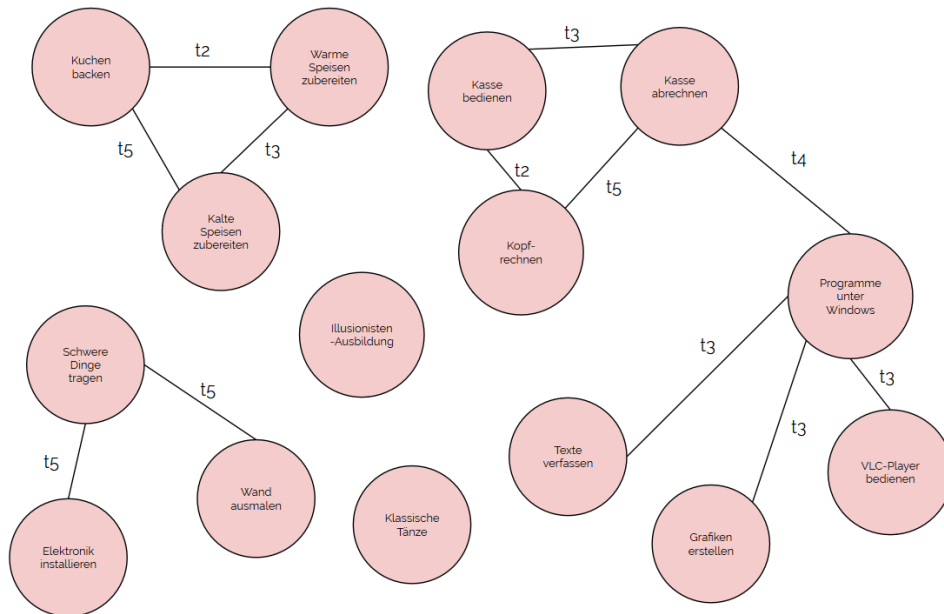 Kuchen
backen
t2
Warme
Speisen
zubereiten
t5
t3
Kalte
Speisen
zubereiten
Kasse
bedienen
t3
Kasse
abrechnen
t2
t5
t4
Kopf-
rechnen
Programme
unter
Windows
Illusionisten
-Ausbildung
Schwere
Dinge
tragen
t5
t5
Wand
ausmalen
Elektronik
installieren
Klassische
Tänze
t3
t3
t3
Texte
verfassen
Grafiken
erstellen
VLC-Player
bedienen